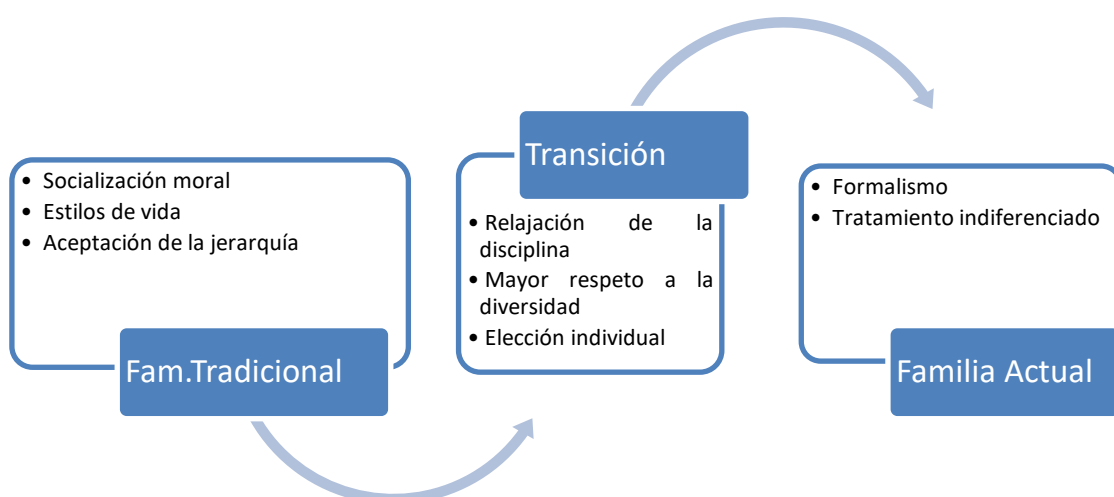 • Socialización moral
• Estilos de vida
• Aceptación de la jerarquía
Fam.Tradicional
Transición
• Relajación de la
disciplina
• Mayor respeto a la
diversidad
• Elección individual
• Formalismo
• Tratamiento indiferenciado
Familia Actual